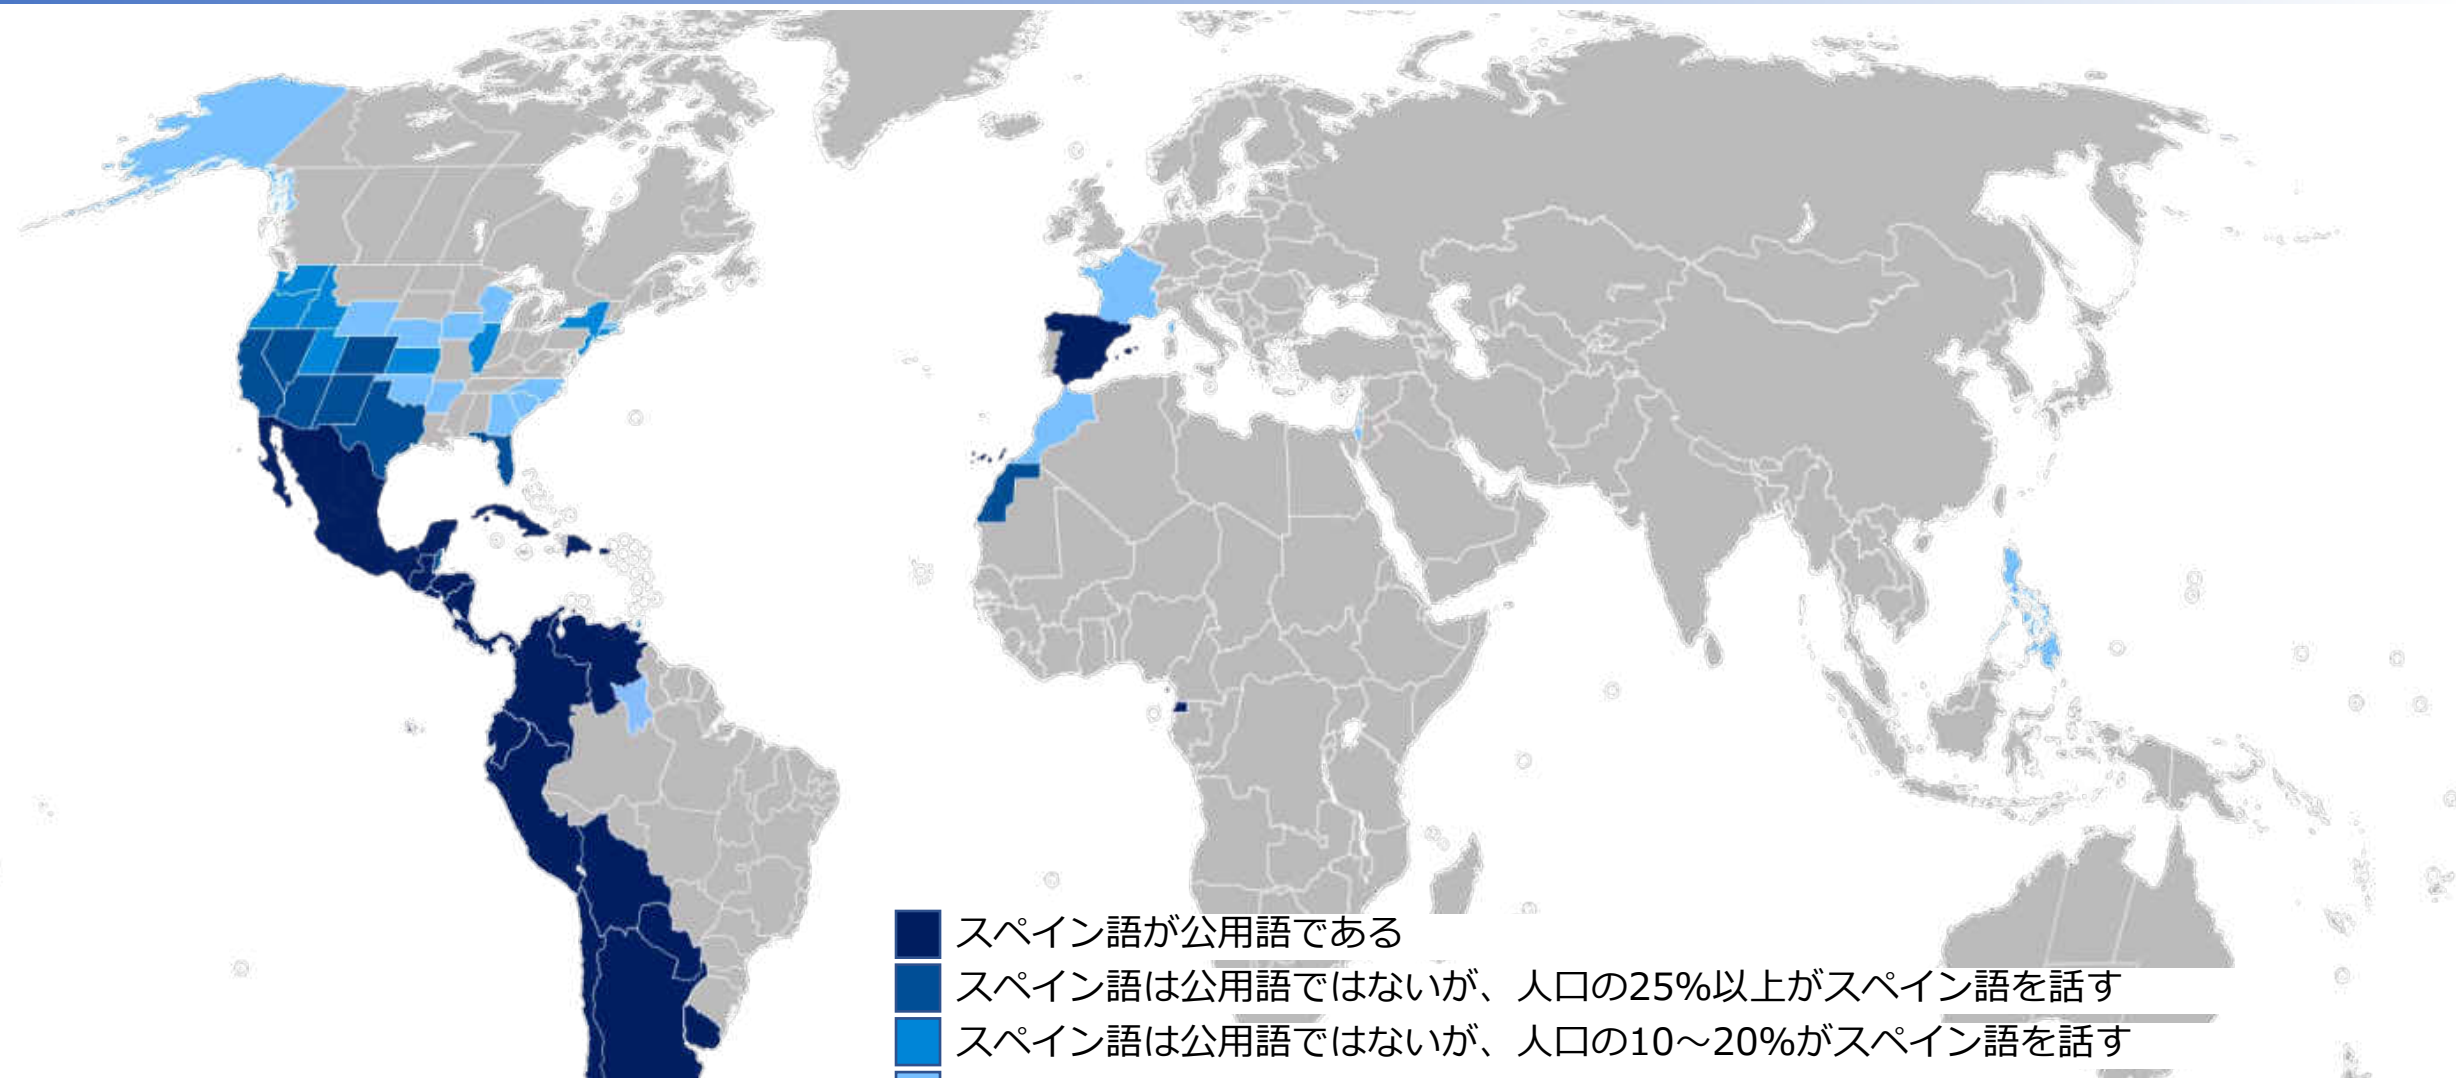 スペイン語が公用語である
スペイン語は公用語ではないが、人口の25%以上がスペイン語を話す
スペイン語は公用語ではないが、人口の10～20%がスペイン語を話す